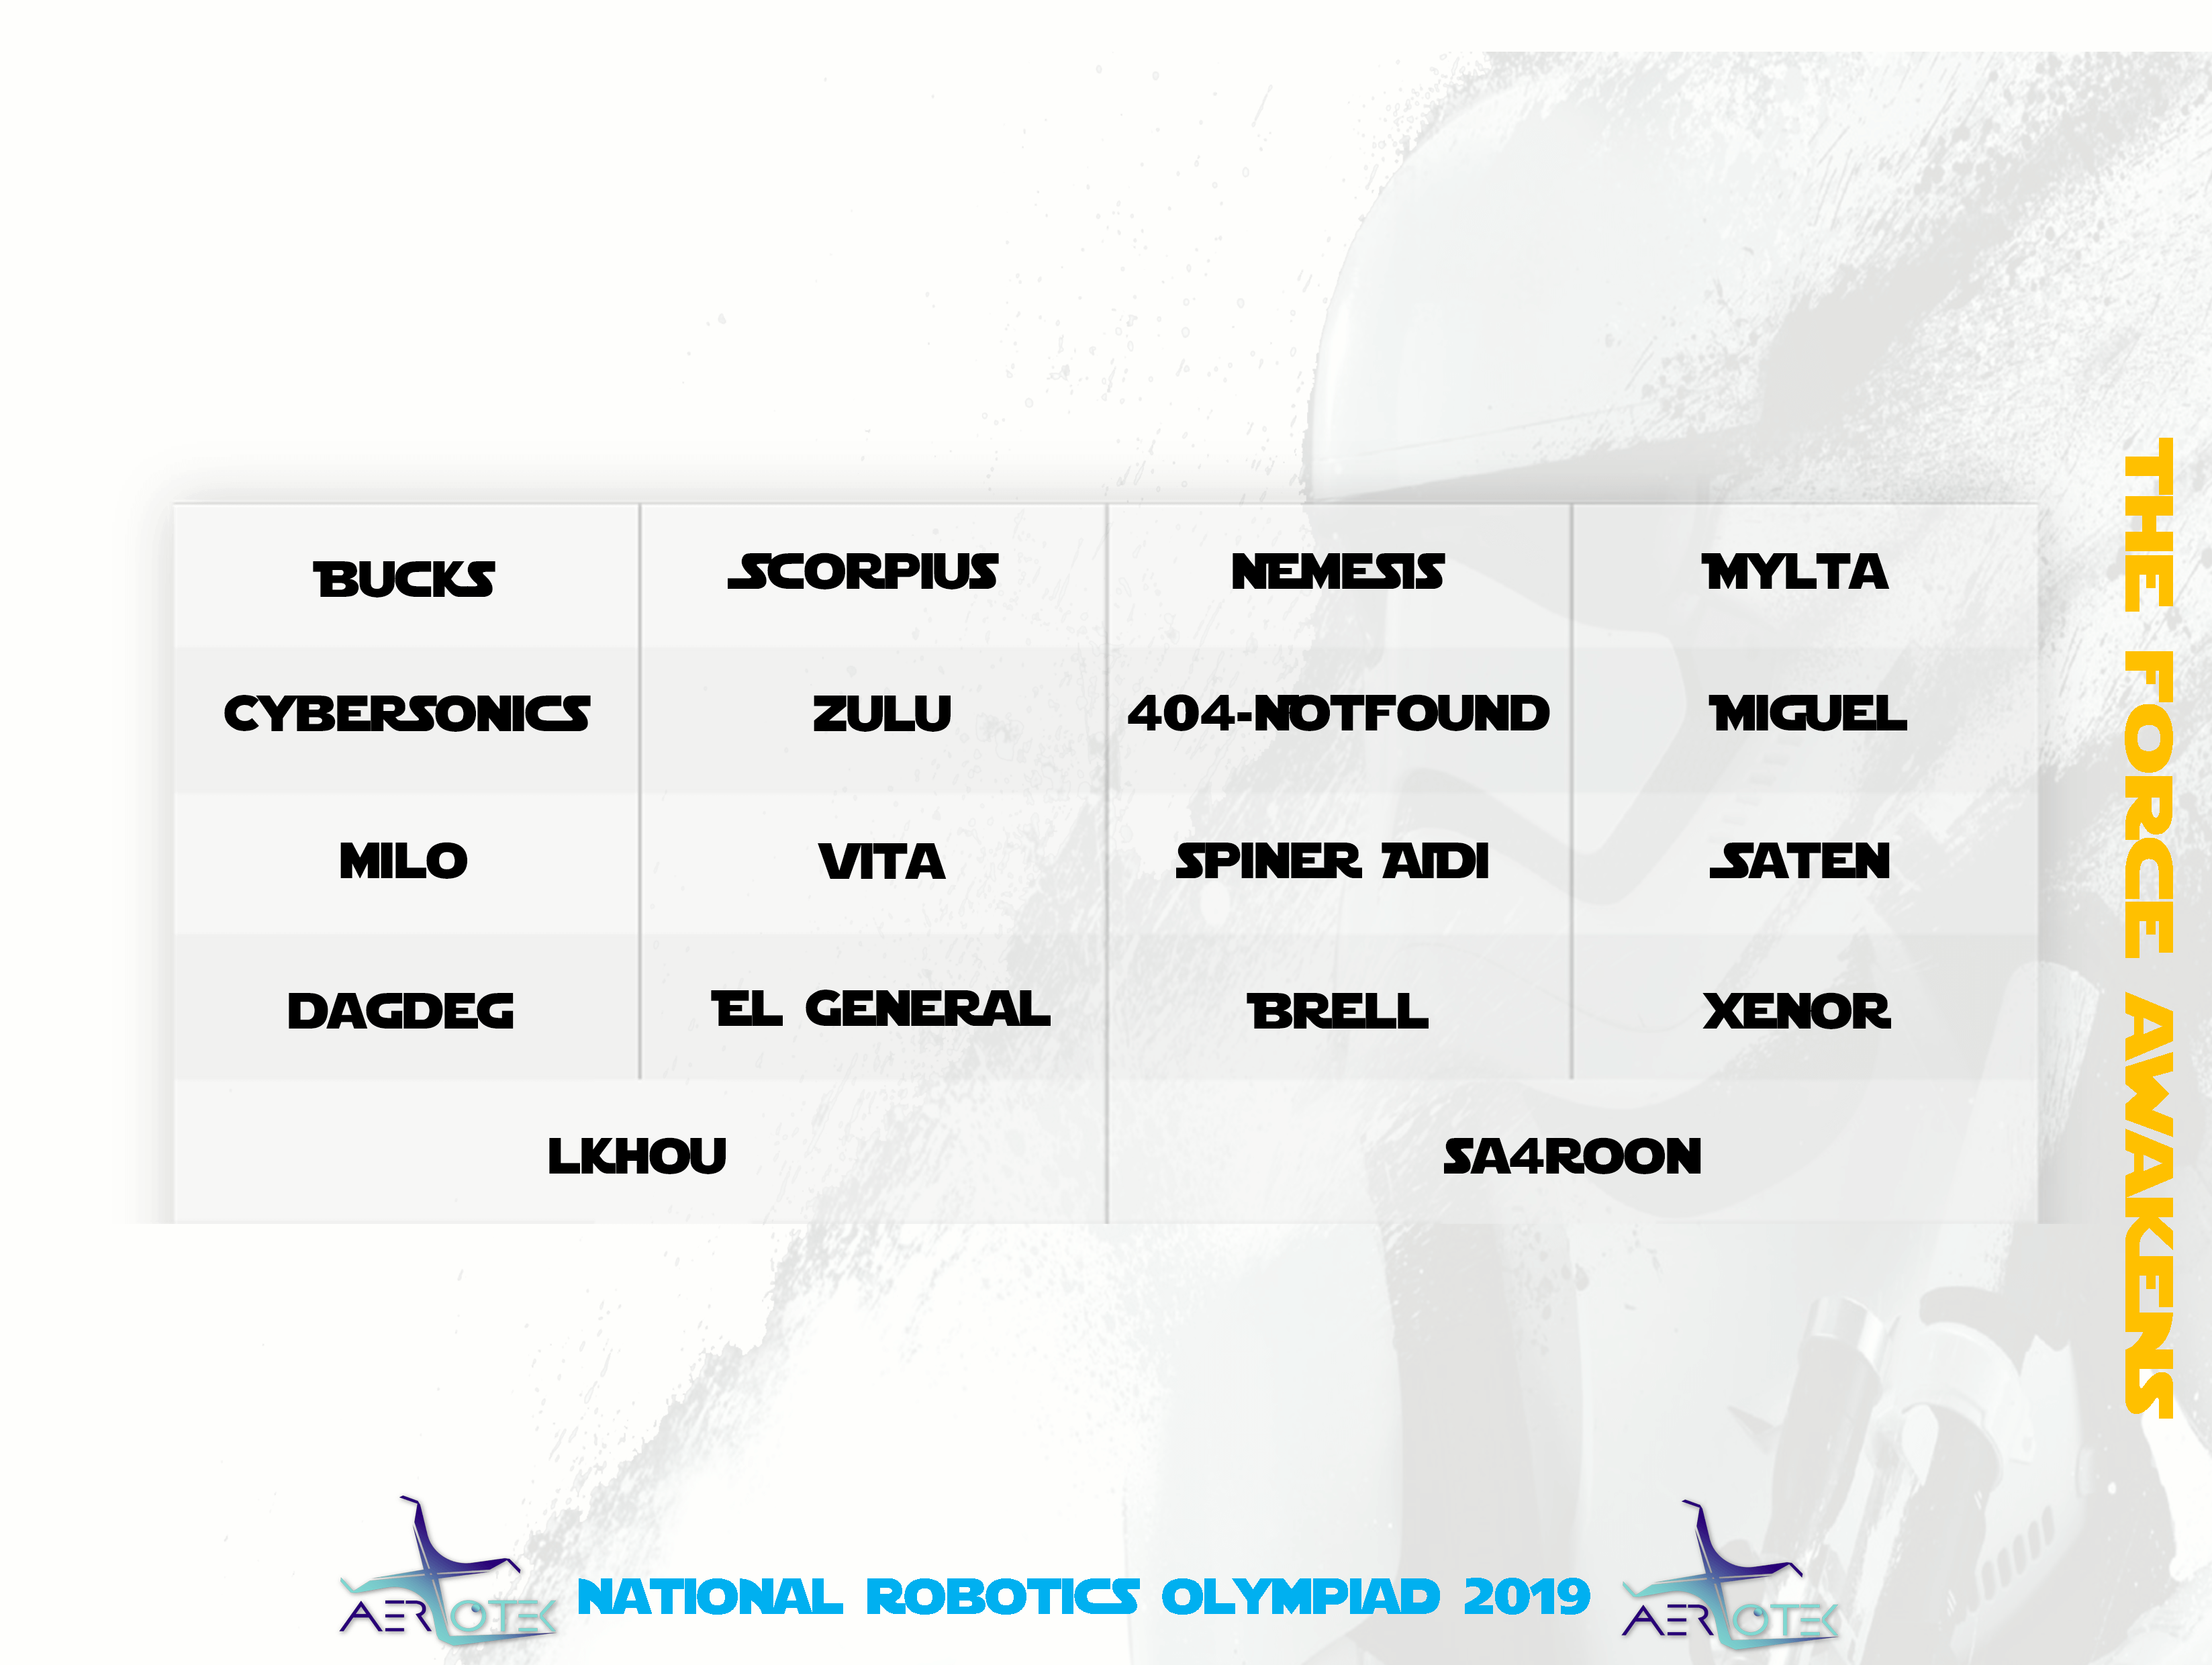 BUCKS SCORPIUS NEMESIS MYLTA
CYBERSONICS ZULU 404-NOTFOUND MIGUEL
MILO VITA SPINER AIDI SATEN
DAGDEG EL GENERAL BRELL XENOR
LKHOU SA4ROON
THE FORCE AWAKENS
AEROTEK
NATIONAL ROBOTICS OLYMPIAD 2019
AEROTEK